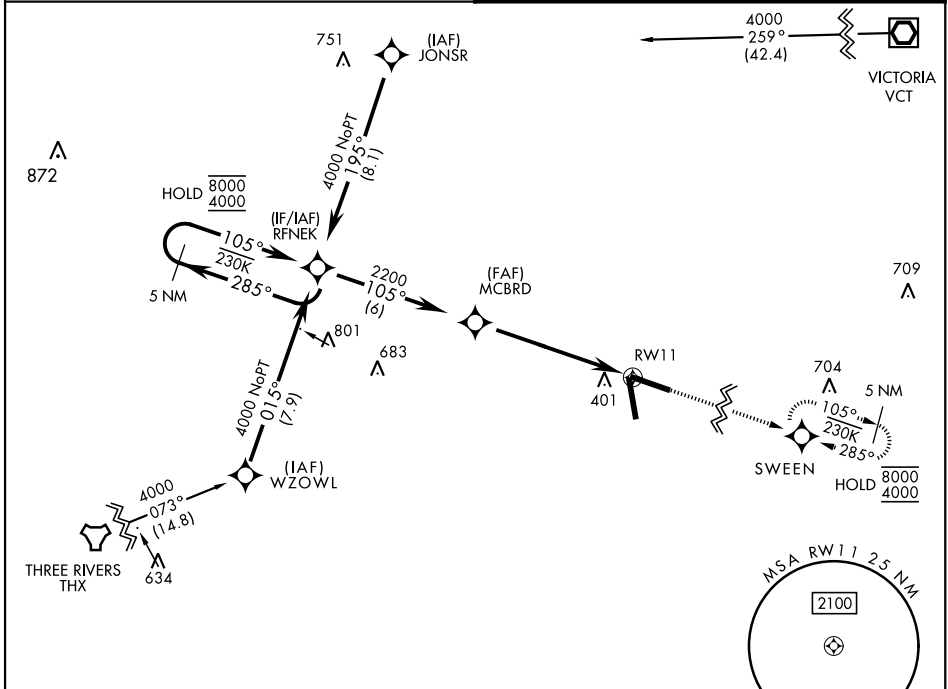 4000
259°
(42.4)
VICTORIA
VCT
751
(IAF)
JONSR
872
4000 NoPT
195°
(8.1)
HOLD 8000
4000
(IF/IAF)
RFNEK
105°
230K
285°
5 NM
2200
105°
(6)
(FAF)
MCBRD
709
801
683
RW11
401
704
5 NM
105°
230K
285°
SWEEN
HOLD 8000
4000
4000 NoPT
015°
(7.9)
(IAF)
WZOWL
4000
073°
(14.8)
THREE RIVERS
THX
634
MSA RW11 25 NM
2100